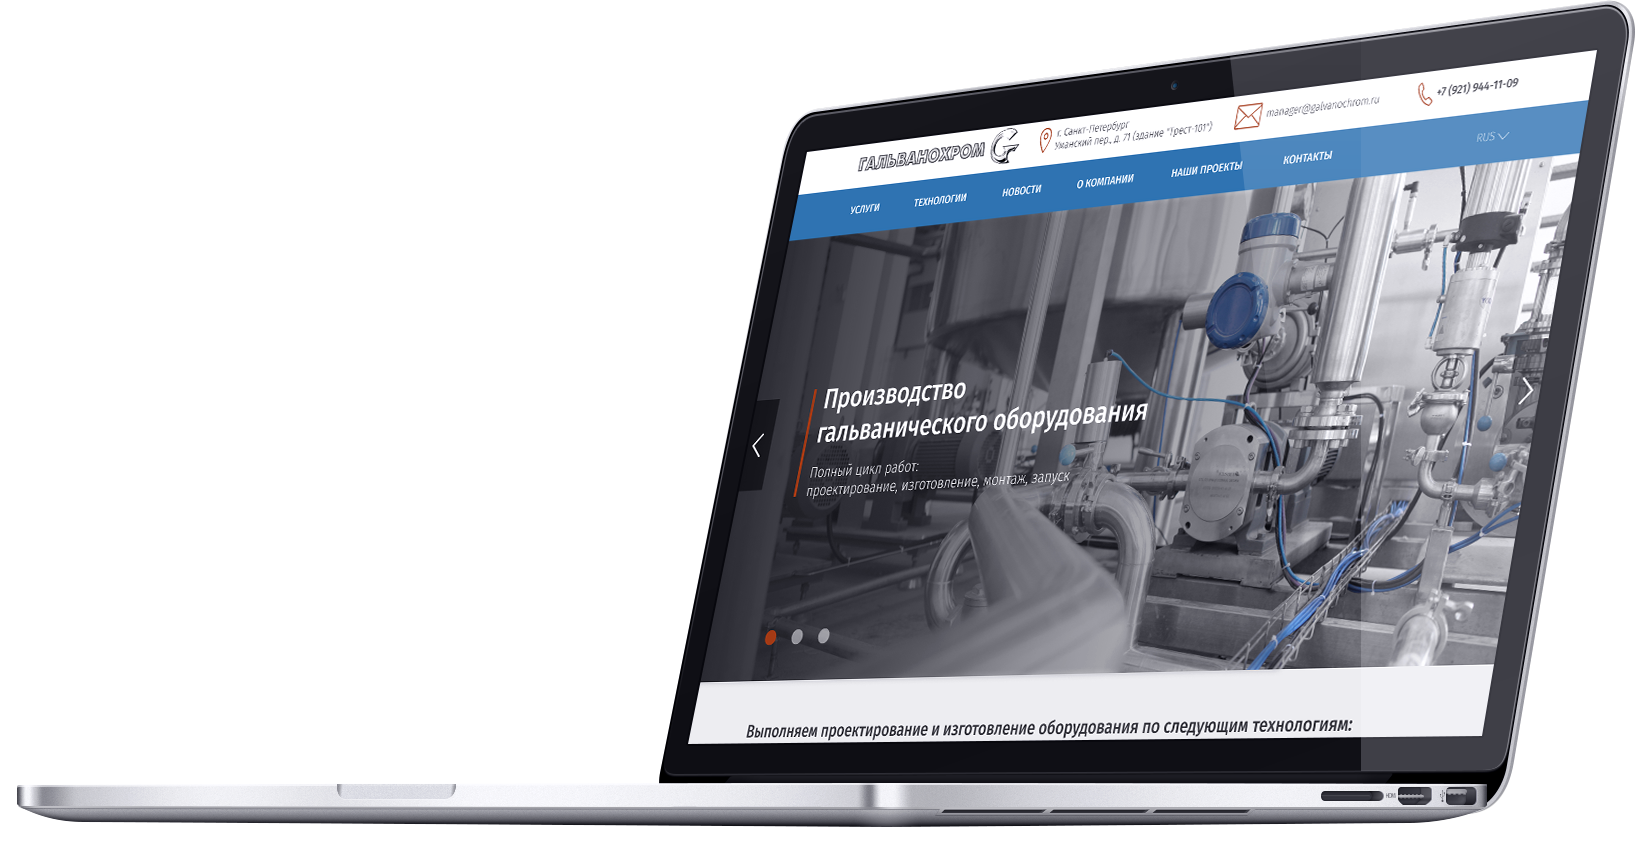 ГАЛЬВАНОХРОМ
г. Санкт-Петербург
Уманский пер., д. 71 (здание "Трест-101")
manager@galvanochrom.ru
+7 (921) 944-11-09
УСЛУГИ
ТЕХНОЛОГИИ
НОВОСТИ
О КОМПАНИИ
НАШИ ПРОЕКТЫ
КОНТАКТЫ
RUS
Производство
гальванического оборудования
Полный цикл работ:
проектирование, изготовление, монтаж, запуск
Выполняем проектирование и изготовление оборудования по следующим технологиям: